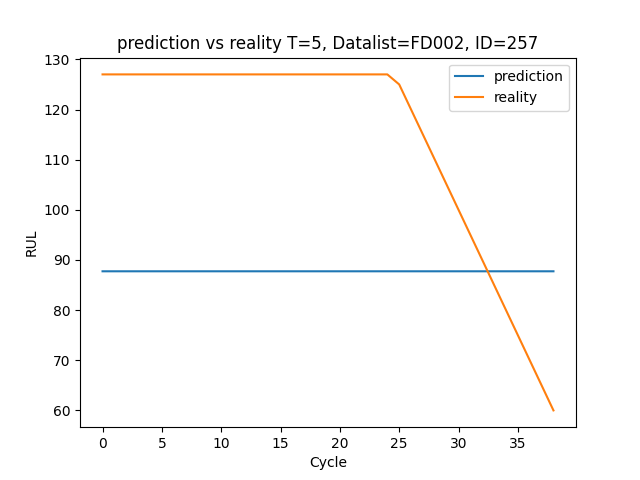 prediction vs reality T=5, Datalist=FD002, ID=257
130
120
110
100
90
80
70
60
RUL
prediction
reality
0 5 10 15 20 25 30 35
Cycle